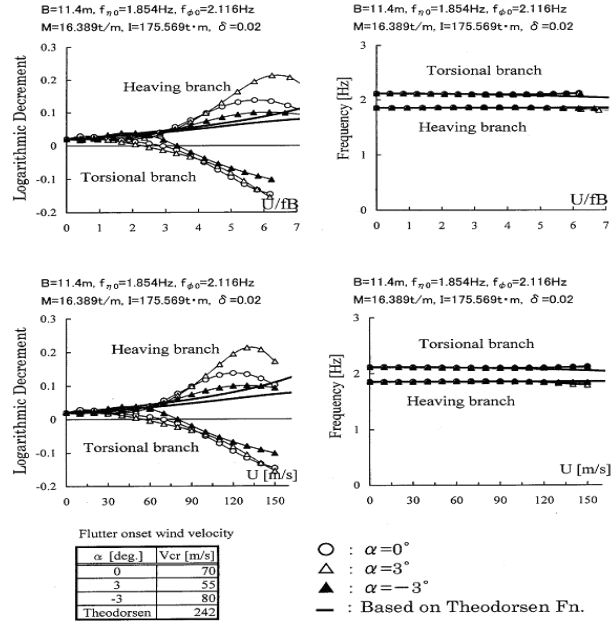 B=11.4m, fη0=1.854Hz, fφ0=2.116Hz
M=16.389t/m, I=175.569t・m, δ=0.02
Logarithmic Decrement
0.3
0.2
0.1
0
-0.1
-0.2
Heaving branch
Torsional branch
U/fB
0 1 2 3 4 5 6 7
B=11.4m, fη0=1.854Hz, fφ0=2.116Hz
M=16.389t/m, I=175.569t・m, δ=0.02
Frequency [Hz]
3
2
1
0
Torsional branch
Heaving branch
U/fB
0 1 2 3 4 5 6 7
B=11.4m, fη0=1.854Hz, fφ0=2.116Hz
M=16.389t/m, I=175.569t・m, δ=0.02
Logarithmic Decrement
0.3
0.2
0.1
0
-0.1
-0.2
Heaving branch
Torsional branch
U [m/s]
0 30 60 90 120 150
B=11.4m, fη0=1.854Hz, fφ0=2.116Hz
M=16.389t/m, I=175.569t・m, δ=0.02
Frequency [Hz]
3
2
1
0
Torsional branch
Heaving branch
U [m/s]
0 30 60 90 120 150
Flutter onset wind velocity
α [deg.] Vcr [m/s]
0 70
3 55
-3 80
Theodorsen 242
○ : α=0°
△ : α=3°
▲ : α=-3°
— : Based on Theodorsen Fn.